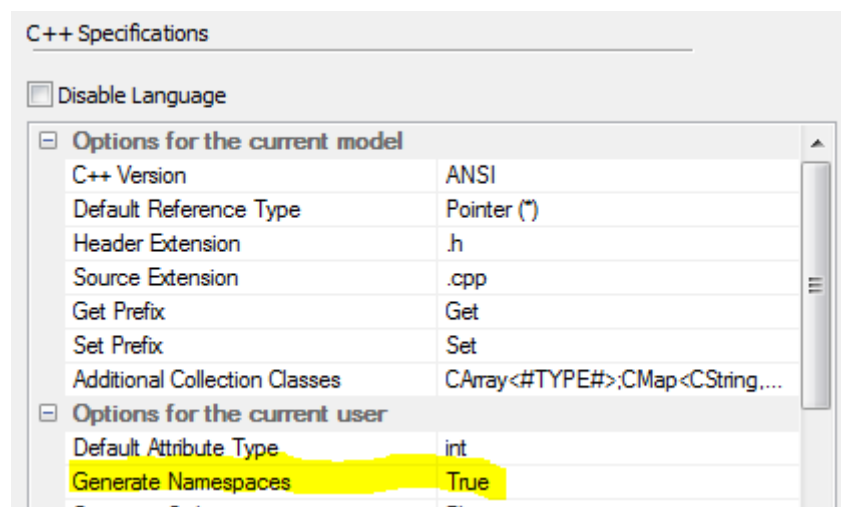 C++ Specifications
Disable Language
Options for the current model
C++ Version ANSI
Default Reference Type Pointer (*)
Header Extension .h
Source Extension .cpp
Get Prefix Get
Set Prefix Set
Additional Collection Classes CArray<#TYPE#>;CMap<CString,...
Options for the current user
Default Attribute Type int
Generate Namespaces True